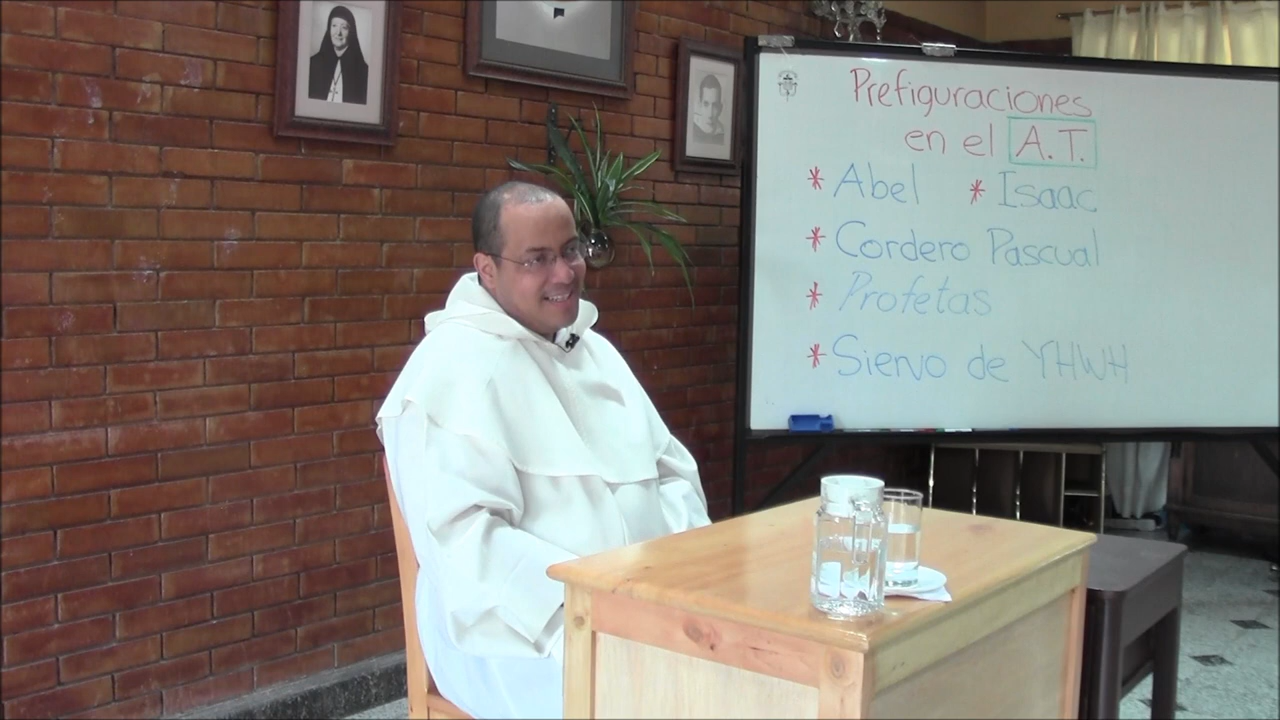 Prefiguraciones
en el A.T.
* Abel * Isaac
* Cordero Pascual
* Profetas
* Siervo de YHWH